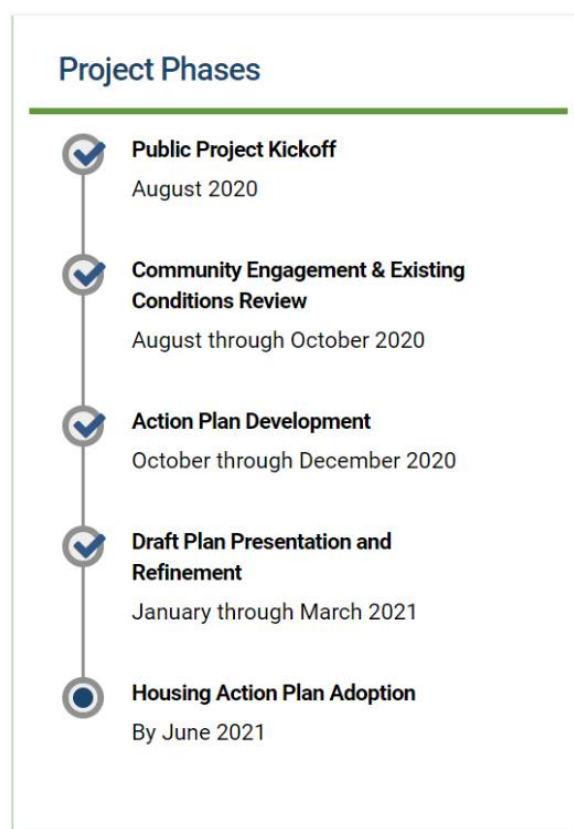 Project Phases
Public Project Kickoff
August 2020
Community Engagement & Existing
Conditions Review
August through October 2020
Action Plan Development
October through December 2020
Draft Plan Presentation and
Refinement
January through March 2021
Housing Action Plan Adoption
By June 2021